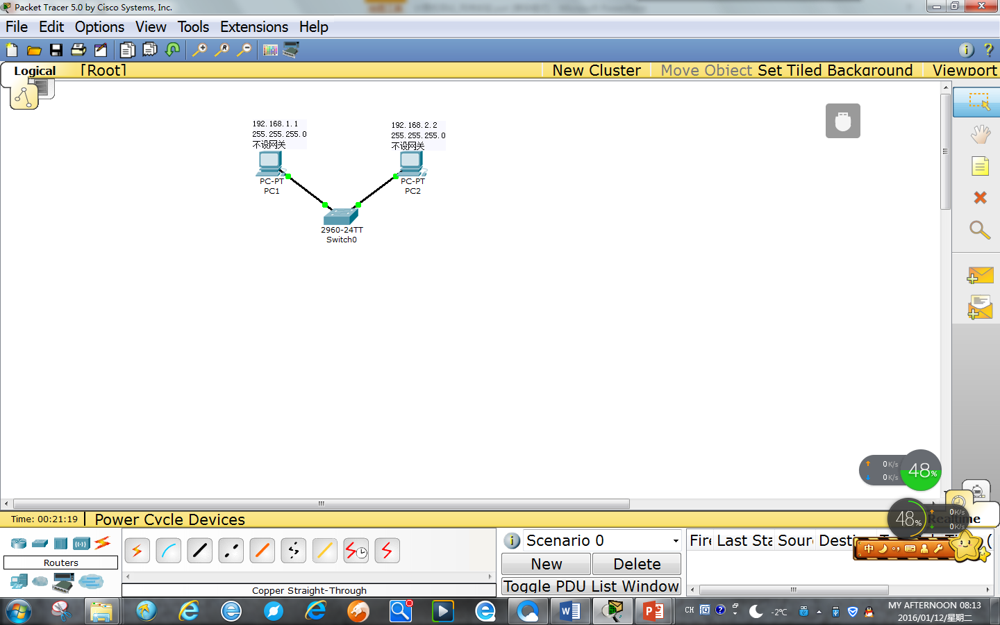 Packet Tracer 5.0 by Cisco Systems, Inc.
File Edit Options View Tools Extensions Help
Logical [Root] New Cluster Move Object Set Tiled Background Viewport
192.168.1.1
255.255.255.0
不设网关
PC-PT
PC1
192.168.2.2
255.255.255.0
不设网关
PC-PT
PC2
2960-24TT
Switch0
0K/s
0K/s
48%
Time: 00:21:19 Power Cycle Devices
48%
0K/s
0K/s
Realtime
Scenario 0
Fire Last Sta Sour Desti
中
Routers
New Delete
Toggle PDU List Window
Copper Straight-Through
CH
-2℃
MY AFTERNOON 08:13
2016/01/12/星期二